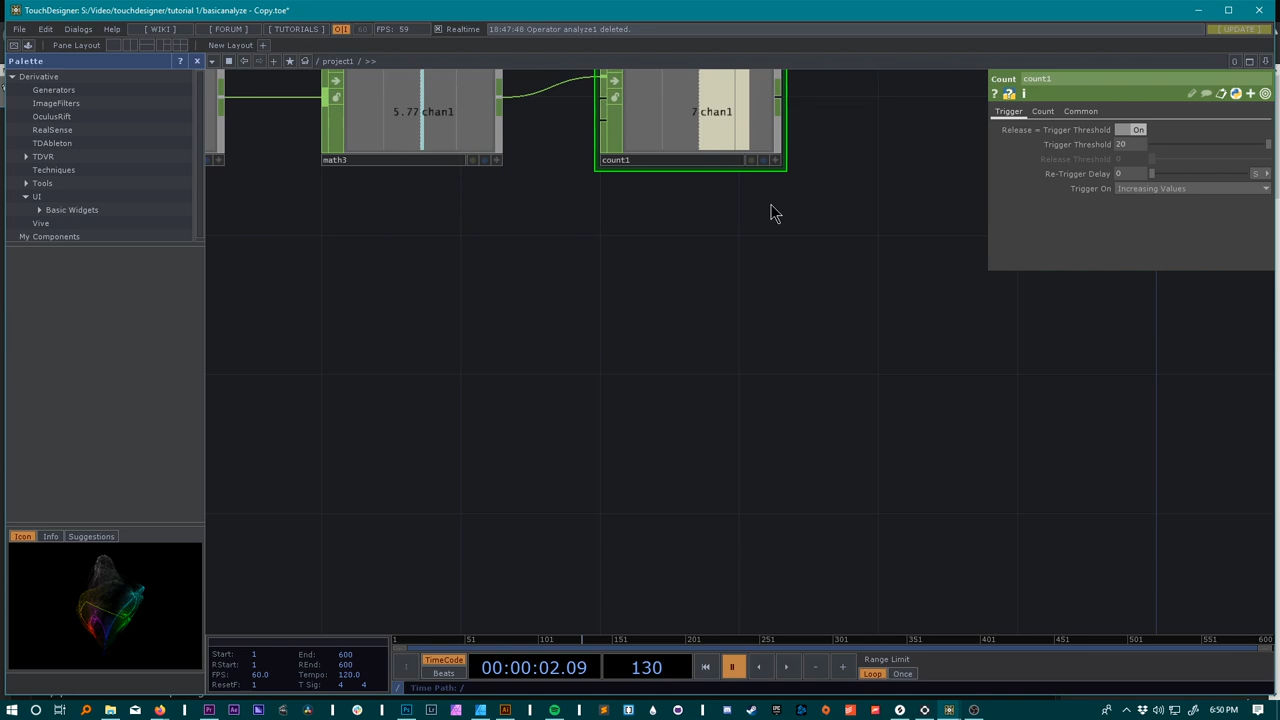 TouchDesigner: S:/Video/touchdesigner/tutorial 1/basicanalyze - Copy.toe*
File Edit Dialogs Help [ WIKI ] [ FORUM ] [ TUTORIALS ] O|I 60 FPS: 59 Realtime 18:47:48 Operator analyze1 deleted. [ UPDATE ]
Pane Layout New Layout +
Palette ? x / project1 / >> 0
Derivative
Generators
ImageFilters
OculusRift
RealSense
TDAbleton
TDVR
Techniques
Tools
UI
Basic Widgets
Vive
My Components
5.77 chan1
math3
7 chan1
count1
Count count1
? ? i
Trigger Count Common
Release = Trigger Threshold On
Trigger Threshold 20
Release Threshold 0
Re-Trigger Delay 0 S
Trigger On Increasing Values
Icon Info Suggestions
1 51 101 151 201 251 301 351 401 451 501 551 600
Start: 1 End: 600
RStart: 1 REnd: 600
FPS: 60.0 Tempo: 120.0
ResetF: 1 T Sig: 4 4
TimeCode
Beats
00:00:02.09 130
Range Limit
Loop Once
/ Time Path: /
6:50 PM